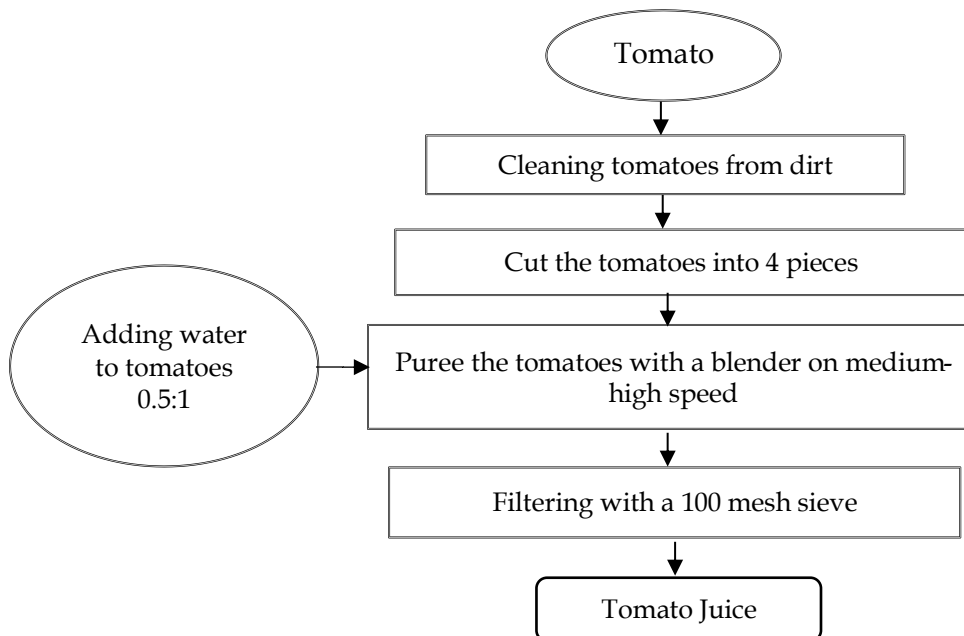 Tomato
Cleaning tomatoes from dirt
Cut the tomatoes into 4 pieces
Adding water
to tomatoes
0.5:1
Puree the tomatoes with a blender on medium-
high speed
Filtering with a 100 mesh sieve
Tomato Juice